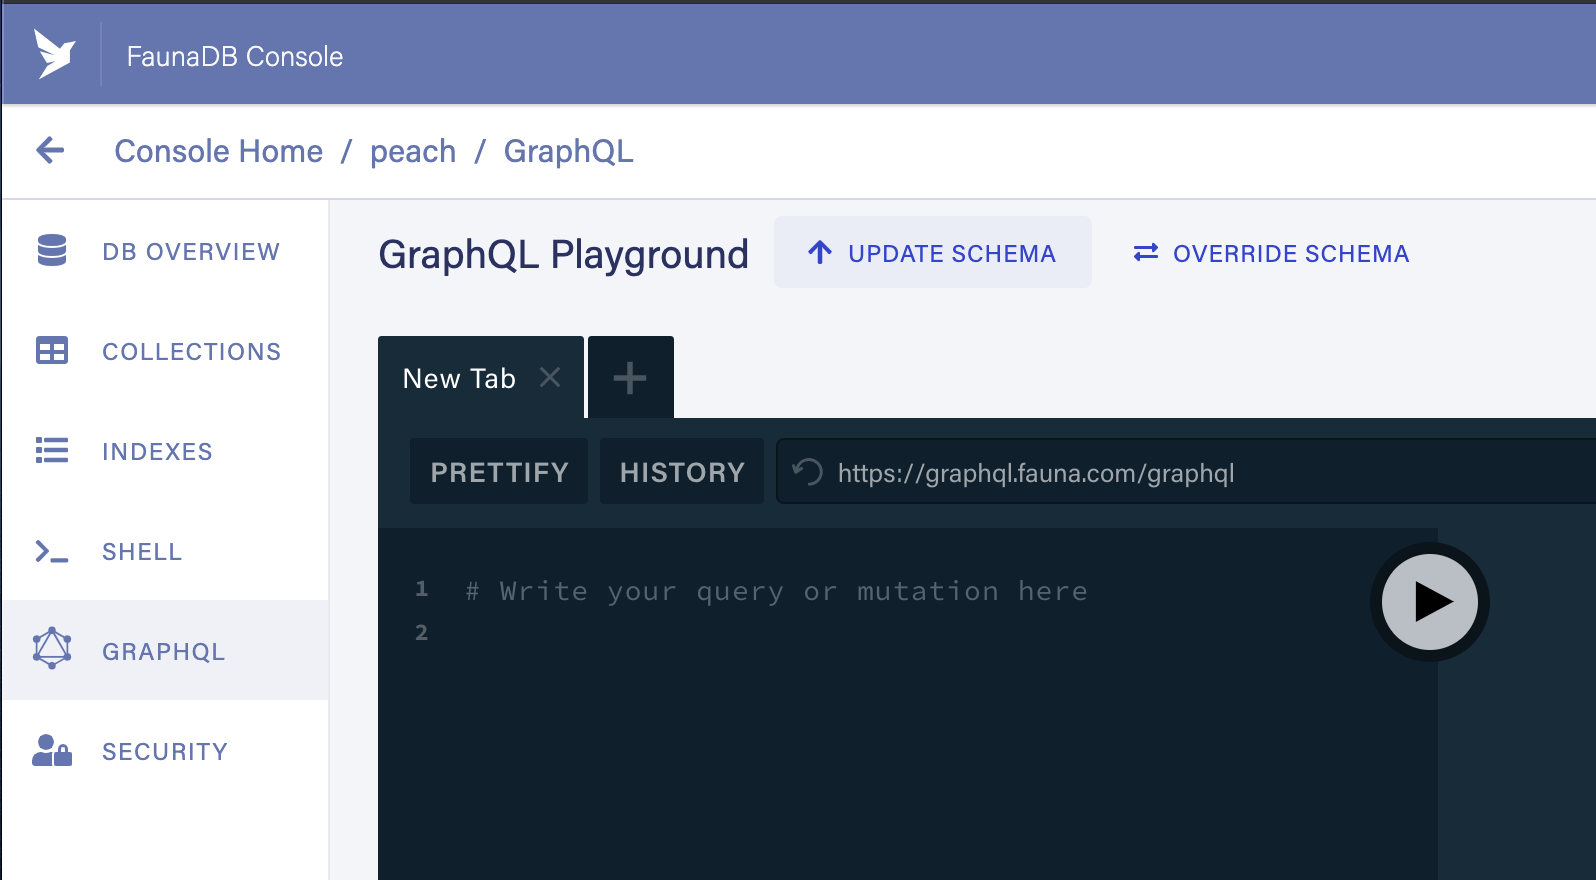 FaunaDB Console
Console Home / peach / GraphQL
DB OVERVIEW
COLLECTIONS
INDEXES
SHELL
GRAPHQL
SECURITY
GraphQL Playground
UPDATE SCHEMA
OVERRIDE SCHEMA
New Tab
PRETTIFY
HISTORY
https://graphql.fauna.com/graphql
1 # Write your query or mutation here
2